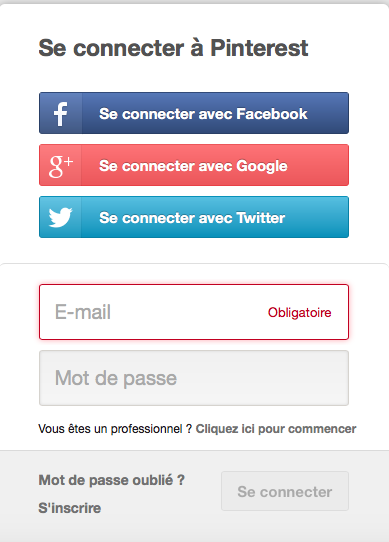 Se connecter à Pinterest
f Se connecter avec Facebook
g+ Se connecter avec Google
Se connecter avec Twitter
E-mail Obligatoire
Mot de passe
Vous êtes un professionnel ? Cliquez ici pour commencer
Mot de passe oublié ?
Se connecter
S'inscrire